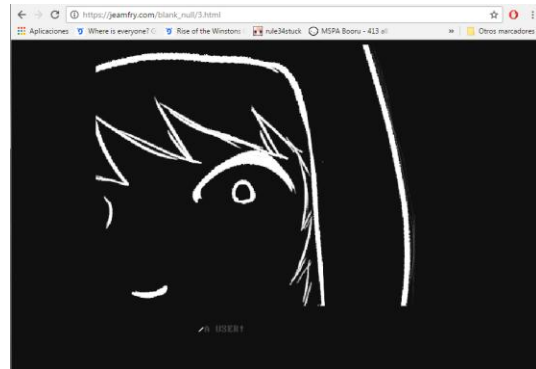 https://jeamfry.com/blank_null/3.html
Aplicaciones Where is everyone? Rise of the Winstons rule34stuck MSPA Booru - 413 all » Otros marcadores
A USER!